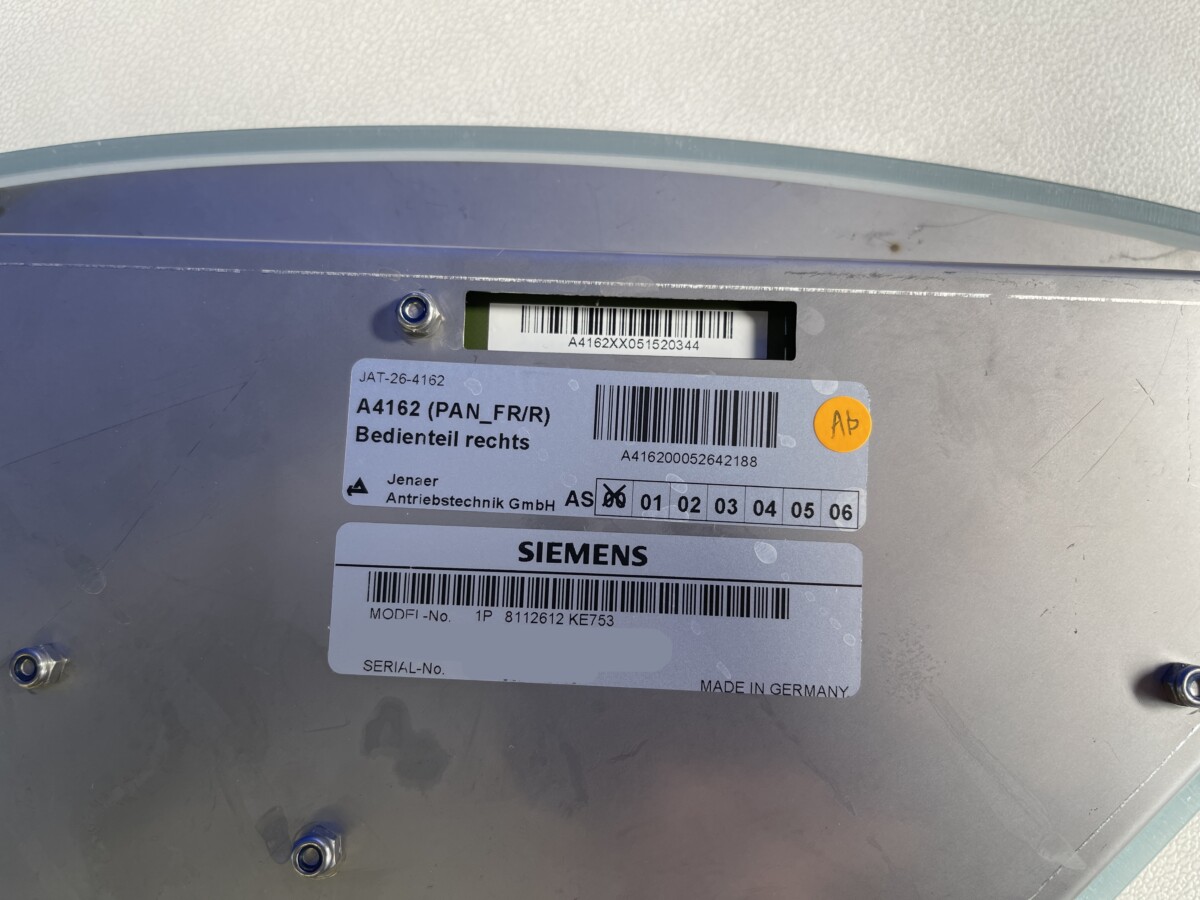 A4162XX051520344
JAT-26-4162
A4162 (PAN_FR/R)
Bedienteil rechts
A416200052642188
Ab
Jenaer
Antriebstechnik GmbH
AS 00 01 02 03 04 05 06
SIEMENS
MODEL-No. 1P 8112612 KE753
SERIAL-No.
MADE IN GERMANY